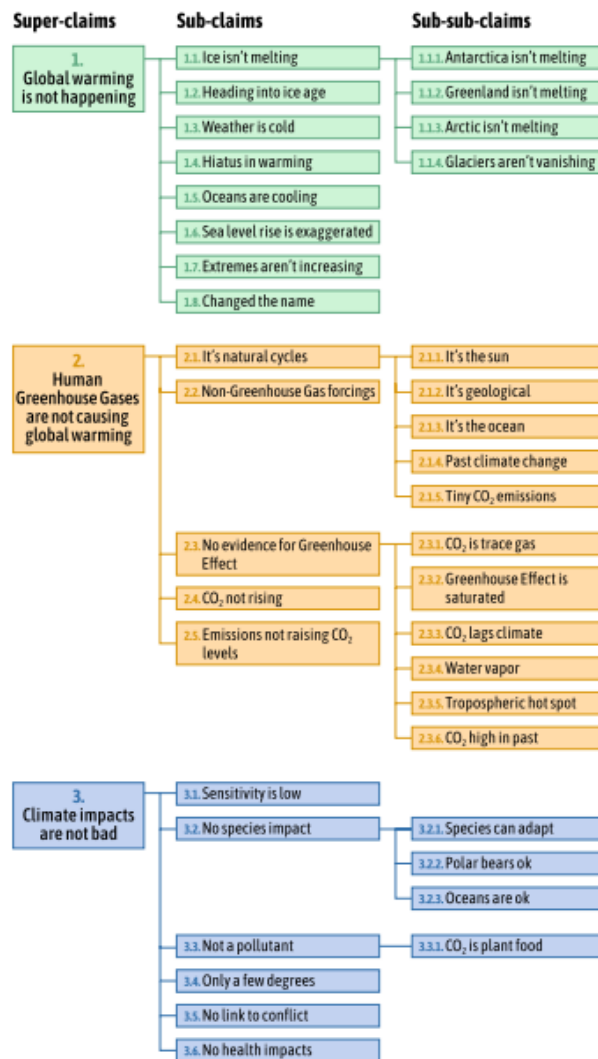 Super-claims
Sub-claims
Sub-sub-claims
1.
Global warming
is not happening
1.1. Ice isn't melting
1.2. Heading into ice age
1.3. Weather is cold
1.4. Hiatus in warming
1.5. Oceans are cooling
1.6. Sea level rise is exaggerated
1.7. Extremes aren't increasing
1.8. Changed the name
1.1.1. Antarctica isn't melting
1.1.2. Greenland isn't melting
1.1.3. Arctic isn't melting
1.1.4. Glaciers aren't vanishing
2.
Human
Greenhouse Gases
are not causing
global warming
2.1. It's natural cycles
2.2. Non-Greenhouse Gas forcings
2.1.1. It's the sun
2.1.2. It's geological
2.1.3. It's the ocean
2.1.4. Past climate change
2.1.5. Tiny CO₂ emissions
2.3. No evidence for Greenhouse
Effect
2.4. CO₂ not rising
2.5. Emissions not raising CO₂
levels
2.3.1. CO₂ is trace gas
2.3.2. Greenhouse Effect is
saturated
2.3.3. CO₂ lags climate
2.3.4. Water vapor
2.3.5. Tropospheric hot spot
2.3.6. CO₂ high in past
3.
Climate impacts
are not bad
3.1. Sensitivity is low
3.2. No species impact
3.2.1. Species can adapt
3.2.2. Polar bears ok
3.2.3. Oceans are ok
3.3. Not a pollutant
3.3.1. CO₂ is plant food
3.4. Only a few degrees
3.5. No link to conflict
3.6. No health impacts